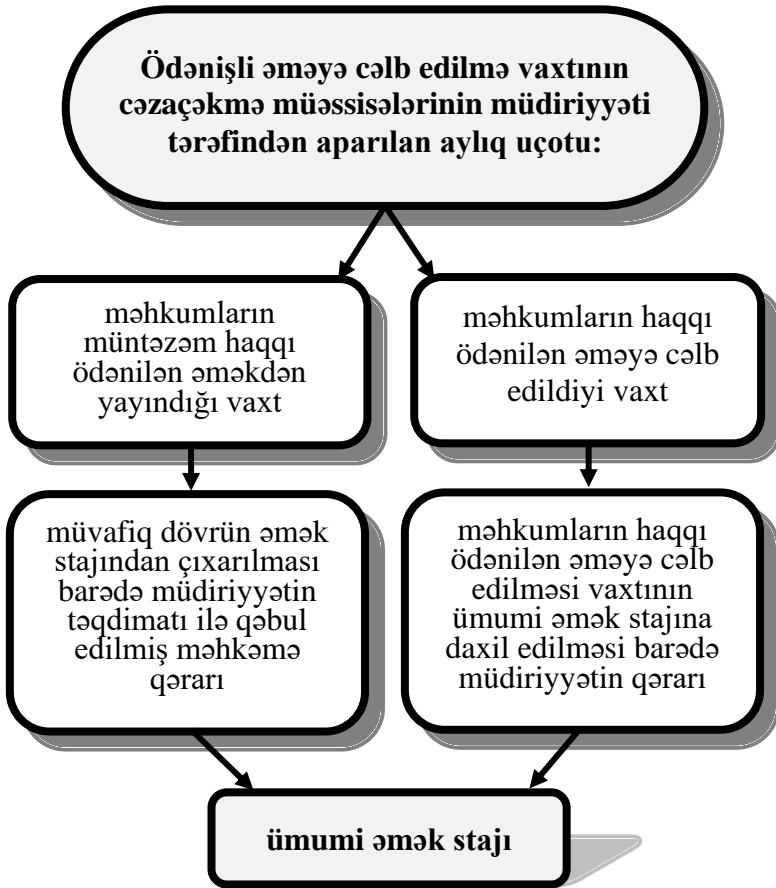 Ödənişli əməyə cəlb edilmə vaxtının
cəzaçəkmə müəssisələrinin müdiriyyəti
tərəfindən aparılan aylıq uçotu:
məhkumların
müntəzəm haqqı
ödənilən əməkdən
yayındığı vaxt
məhkumların haqqı
ödənilən əməyə cəlb
edildiyi vaxt
müvafiq dövrün əmək
stajından çıxarılması
barədə müdiriyyətin
təqdimatı ilə qəbul
edilmiş məhkəmə
qərarı
məhkumların haqqı
ödənilən əməyə cəlb
edilməsi vaxtının
ümumi əmək stajına
daxil edilməsi barədə
müdiriyyətin qərarı
ümumi əmək stajı